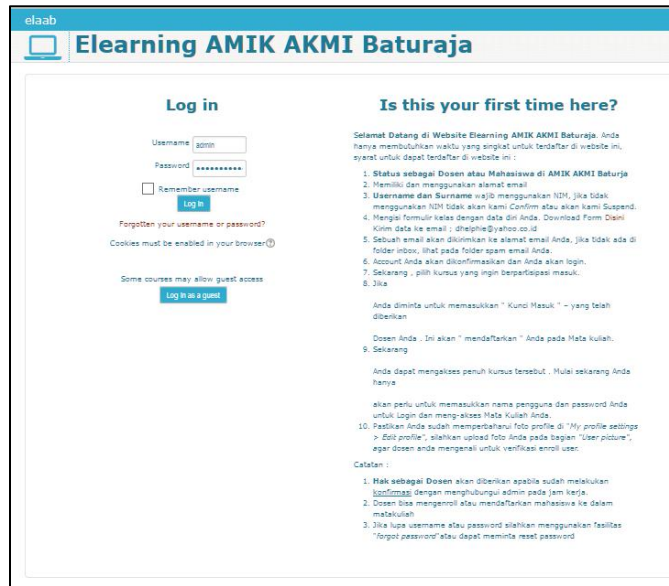 elaab
Elearning AMIK AKMI Baturaja
Log in
Username admin
Password ••••••••••
Remember username
Log in
Forgotten your username or password?
Cookies must be enabled in your browser
Some courses may allow guest access
Log in as a guest
Is this your first time here?
Selamat Datang di Website Elearning AMIK AKMI Baturaja. Anda
hanya membutuhkan waktu yang singkat untuk terdaftar di website ini,
syarat untuk dapat terdaftar di website ini :
1. Status sebagai Dosen atau Mahasiswa di AMIK AKMI Baturja
2. Memiliki dan menggunakan alamat email
3. Username dan Surname wajib menggunakan NIM, jika tidak
menggunakan NIM tidak akan kami Confirm atau akan kami Suspend.
4. Mengisi formulir kelas dengan data diri Anda. Download Form Disini
Kirim data ke email ; dhelphie@yahoo.co.id
5. Sebuah email akan dikirimkan ke alamat email Anda, jika tidak ada di
folder inbox, lihat pada folder spam email Anda.
6. Account Anda akan dikonfirmasikan dan Anda akan login.
7. Sekarang , pilih kursus yang ingin berpartisipasi masuk.
8. Jika
Anda diminta untuk memasukkan " Kunci Masuk " – yang telah
diberikan
Dosen Anda . Ini akan " mendaftarkan " Anda pada Mata kuliah.
9. Sekarang
Anda dapat mengakses penuh kursus tersebut . Mulai sekarang Anda
hanya
akan perlu untuk memasukkan nama pengguna dan password Anda
untuk Login dan meng-akses Mata Kuliah Anda.
10. Pastikan Anda sudah memperbaharui foto profile di "My profile settings
> Edit profile", silahkan upload foto Anda pada bagian "User picture",
agar dosen anda mengenali untuk verifikasi enroll user.
Catatan :
1. Hak sebagai Dosen akan diberikan apabila sudah melakukan
konfirmasi dengan menghubungi admin pada jam kerja.
2. Dosen bisa mengenroll atau mendaftarkan mahasiswa ke dalam
matakuliah
3. Jika lupa username atau password silahkan menggunakan fasilitas
"forgot password"atau dapat meminta reset password